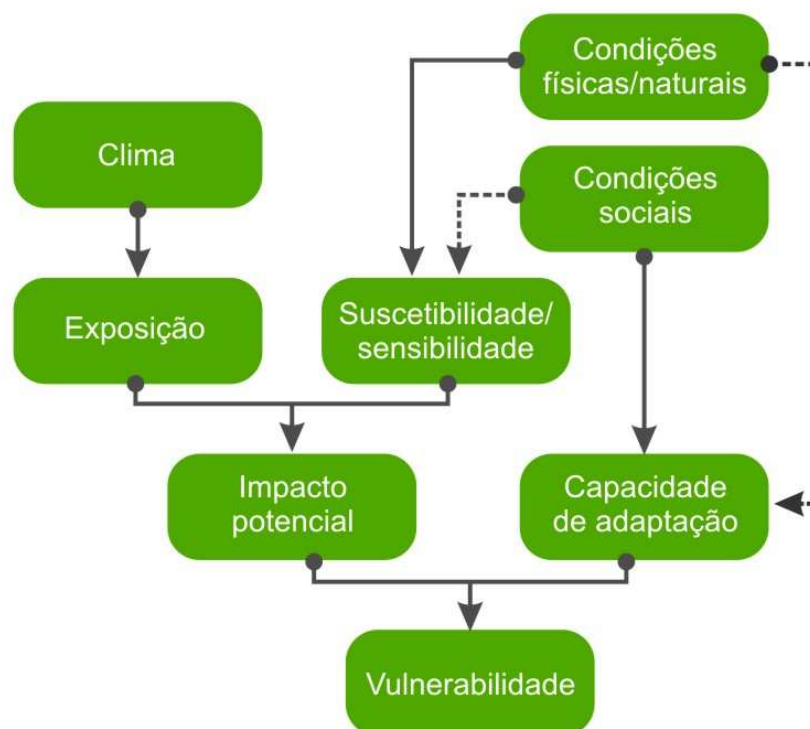 Condições
físicas/naturais
Clima
Condições
sociais
Exposição
Suscetibilidade/
sensibilidade
Impacto
potencial
Capacidade
de adaptação
Vulnerabilidade